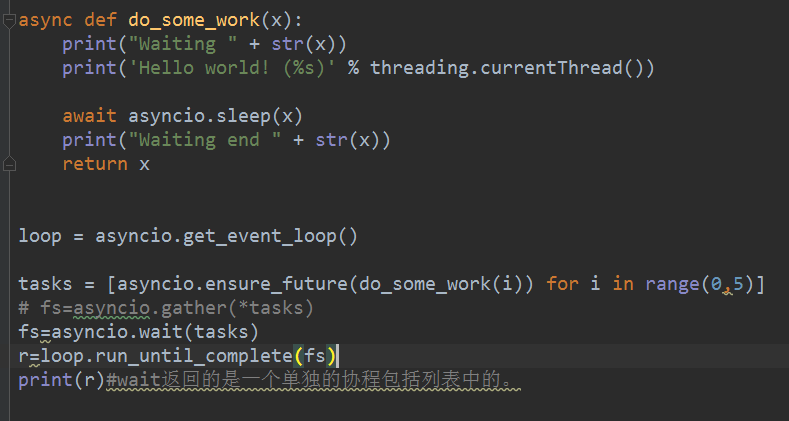 async def do_some_work(x):
    print("Waiting " + str(x))
    print('Hello world! (%s)' % threading.currentThread())
    await asyncio.sleep(x)
    print("Waiting end " + str(x))
    return x
loop = asyncio.get_event_loop()
tasks = [asyncio.ensure_future(do_some_work(i)) for i in range(0,5)]
# fs=asyncio.gather(*tasks)
fs=asyncio.wait(tasks)
r=loop.run_until_complete(fs)
print(r)#wait返回的是一个单独的协程包括列表中的。